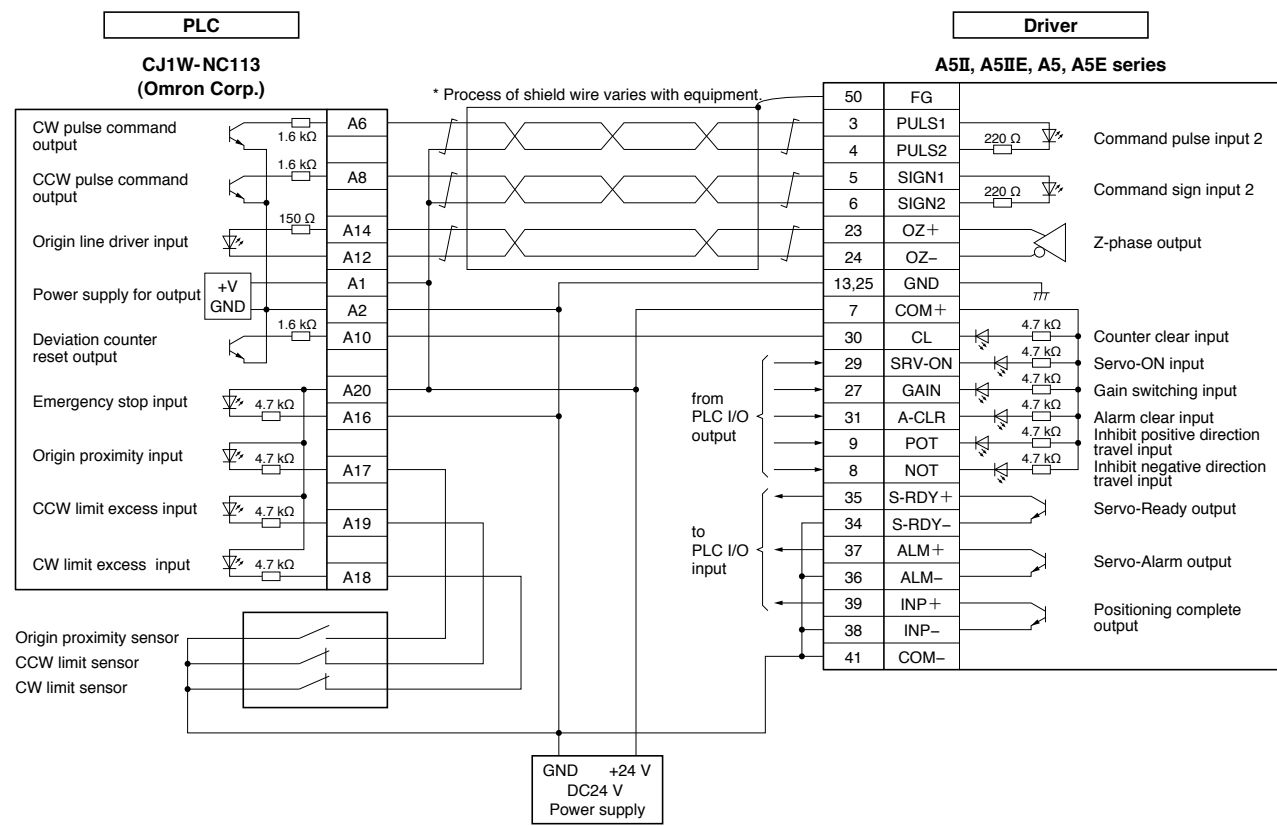 PLC
Driver
CJ1W-NC113
(Omron Corp.)
A5II, A5IIE, A5, A5E series
* Process of shield wire varies with equipment.
CW pulse command
output
1.6 kΩ
A6
CCW pulse command
output
1.6 kΩ
A8
Origin line driver input
150 Ω
A14
A12
Power supply for output
+V
GND
A1
A2
Deviation counter
reset output
1.6 kΩ
A10
A20
Emergency stop input
4.7 kΩ
A16
Origin proximity input
4.7 kΩ
A17
CCW limit excess input
4.7 kΩ
A19
CW limit excess input
4.7 kΩ
A18
Origin proximity sensor
CCW limit sensor
CW limit sensor
GND +24 V
DC24 V
Power supply
from
PLC I/O
output
to
PLC I/O
input
50 FG
3 PULS1
4 PULS2
220 Ω
Command pulse input 2
5 SIGN1
6 SIGN2
220 Ω
Command sign input 2
23 OZ+
24 OZ−
Z-phase output
13,25 GND
7 COM+
30 CL
4.7 kΩ
Counter clear input
29 SRV-ON
4.7 kΩ
Servo-ON input
27 GAIN
4.7 kΩ
Gain switching input
31 A-CLR
4.7 kΩ
Alarm clear input
9 POT
4.7 kΩ
Inhibit positive direction
travel input
8 NOT
4.7 kΩ
Inhibit negative direction
travel input
35 S-RDY+
34 S-RDY−
Servo-Ready output
37 ALM+
36 ALM−
Servo-Alarm output
39 INP+
38 INP−
Positioning complete
output
41 COM−